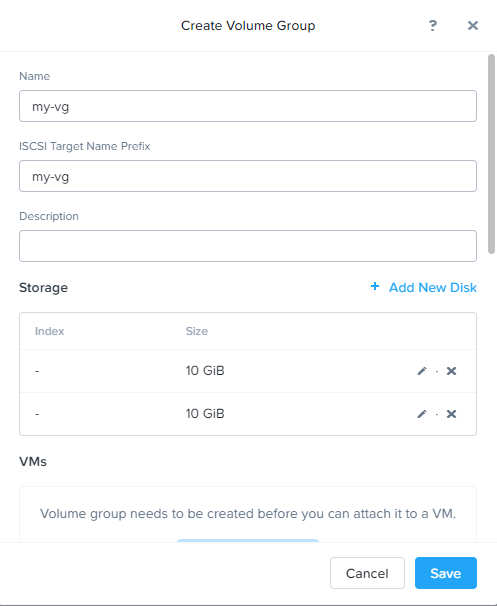 Create Volume Group ? ×
Name
my-vg
ISCSI Target Name Prefix
my-vg
Description
Storage + Add New Disk
Index Size
- 10 GiB · ×
- 10 GiB · ×
VMs
Volume group needs to be created before you can attach it to a VM.
Cancel Save